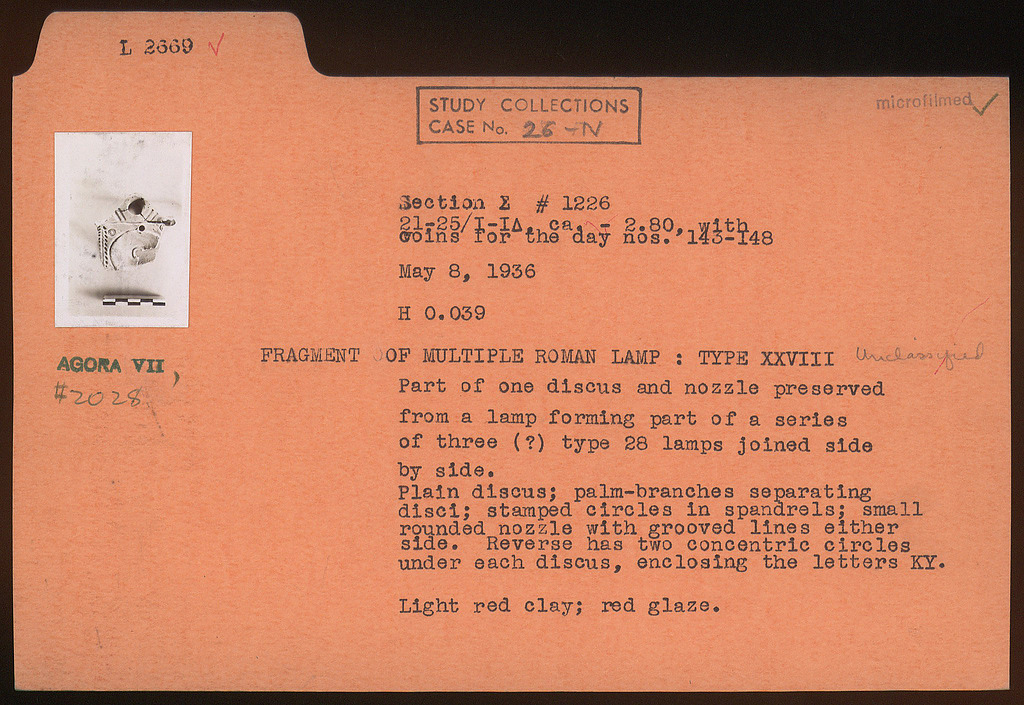 L 2669 ✓
STUDY COLLECTIONS
CASE No. 26-N
microfilmed ✓
Section Σ # 1226
21-25/I-IΔ, ca. - 2.80, with
coins for the day nos. 143-148
May 8, 1936
H 0.039
AGORA VII,
#2028
FRAGMENT OF MULTIPLE ROMAN LAMP : TYPE XXVIII Unclassified
Part of one discus and nozzle preserved
from a lamp forming part of a series
of three (?) type 28 lamps joined side
by side.
Plain discus; palm-branches separating
disci; stamped circles in spandrels; small
rounded nozzle with grooved lines either
side. Reverse has two concentric circles
under each discus, enclosing the letters KY.
Light red clay; red glaze.